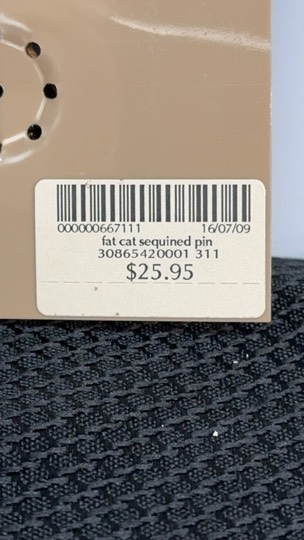 000000667111 16/07/09
fat cat sequined pin
30865420001 311
$25.95